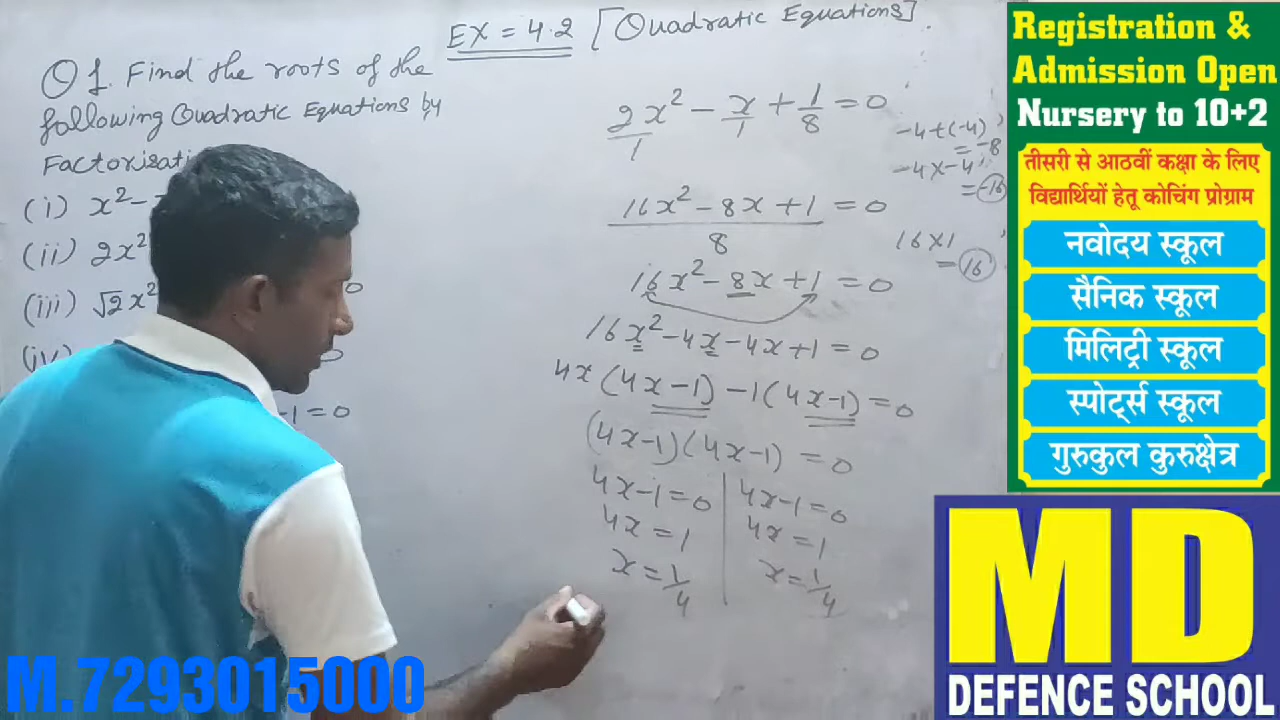 EX = 4.2 [Quadratic Equations]
Q 1. Find the roots of the
following Quadratic Equations by
Factorisati
(i) x² -
(ii) 2x²
(iii) √2 x² 0
(iv) 0
-1 = 0
2x²/1 - x/1 + 1/8 = 0
(16x² - 8x + 1)/8 = 0
16x² - 8x + 1 = 0
16x² - 4x - 4x + 1 = 0
4x (4x - 1) - 1 (4x - 1) = 0
(4x-1) (4x-1) = 0
4x-1 = 0 | 4x-1 = 0
4x = 1 | 4x = 1
x = 1/4 | x = 1/4
-4+(-4)
= -8
-4x-4
= -16
16x1
= 16
Registration &
Admission Open
Nursery to 10+2
तीसरी से आठवीं कक्षा के लिए
विद्यार्थियों हेतू कोचिंग प्रोग्राम
नवोदय स्कूल
सैनिक स्कूल
मिलिट्री स्कूल
स्पोर्ट्स स्कूल
गुरुकुल कुरुक्षेत्र
MD
DEFENCE SCHOOL
M.7293015000